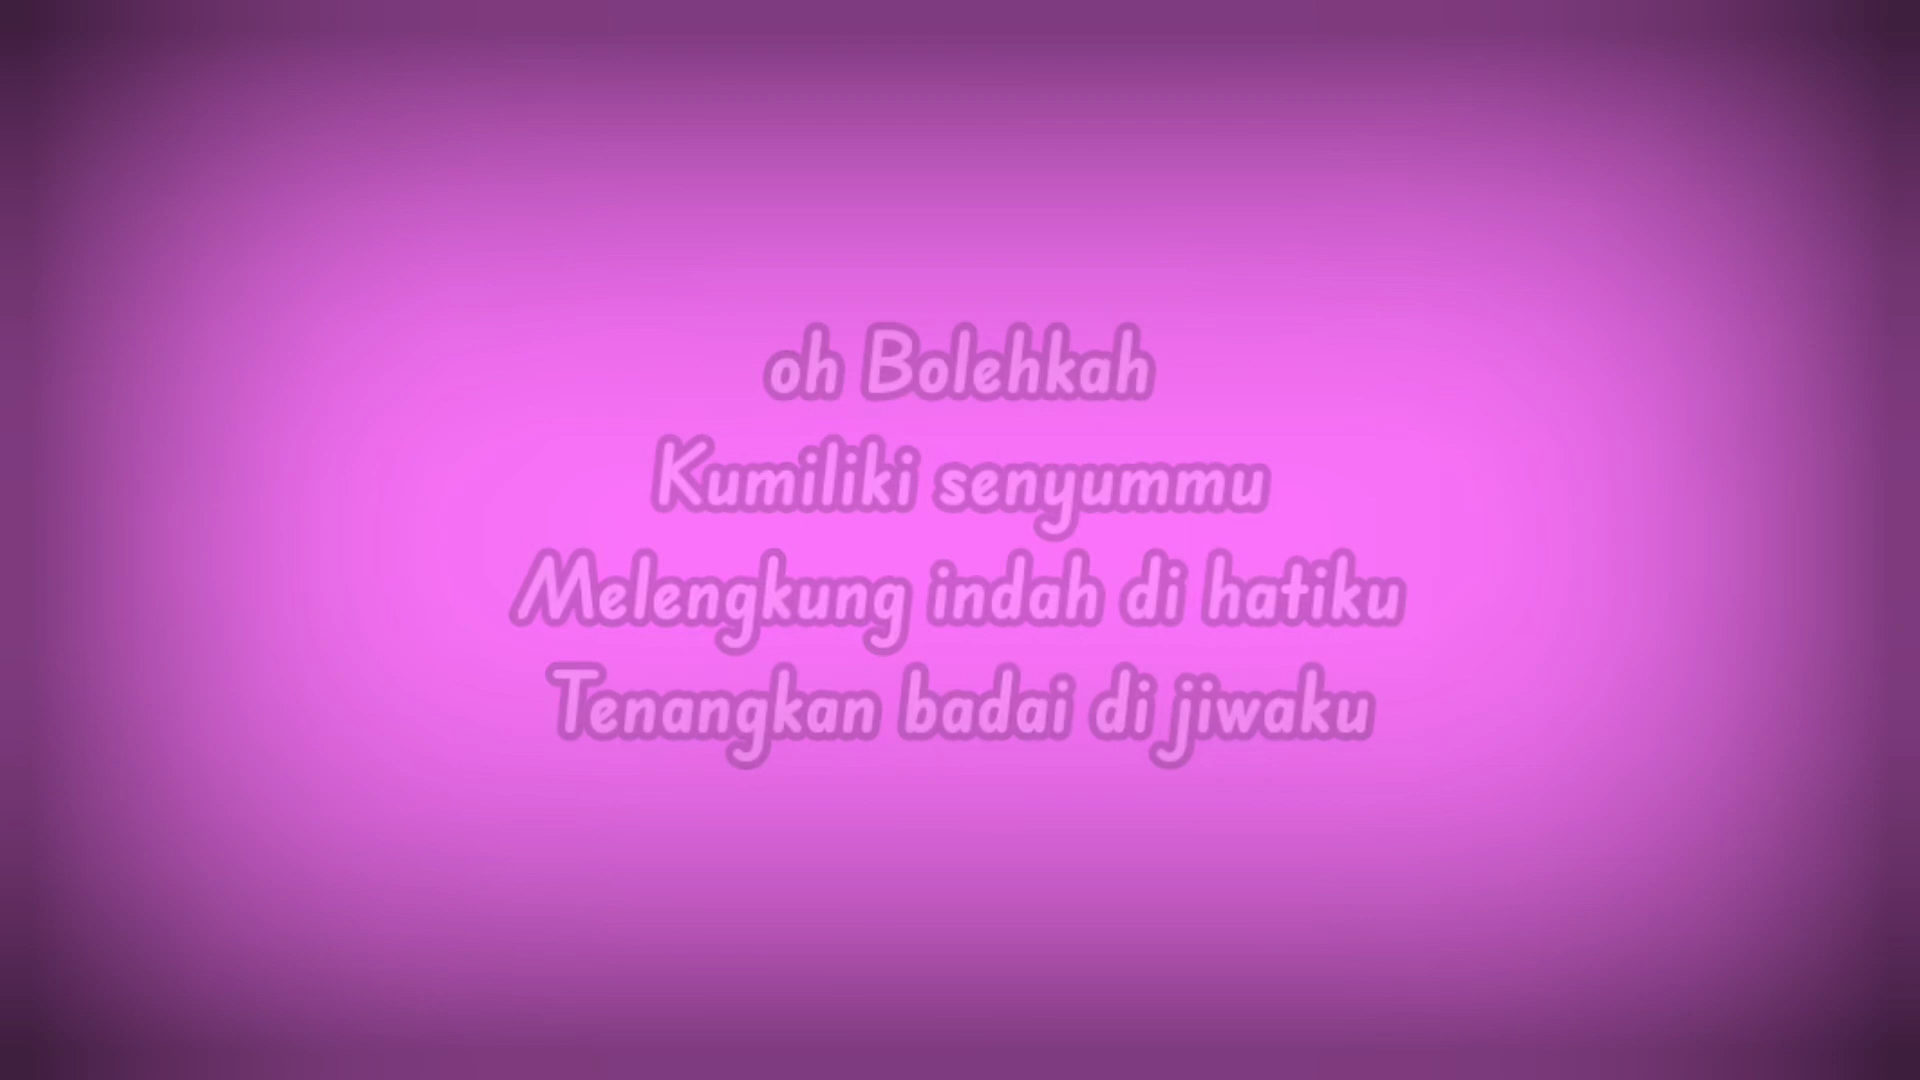 oh Bolehkah
Kumiliki senyummu
Melengkung indah di hatiku
Tenangkan badai di jiwaku